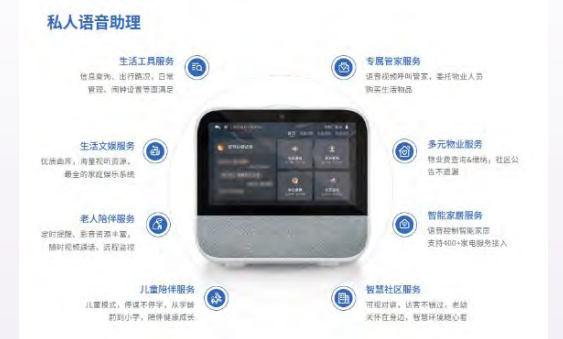 私人语音助理
生活工具服务
信息查询、出行路况、日常
管理、闹钟设置等面满足
专属管家服务
语音视频呼叫管家，委托物业人员
购买生活物品
生活文娱服务
优质曲库，海量视听资源，
最全的家庭娱乐系统
多元物业服务
物业费查询&缴纳，社区公
告不遗漏
老人陪伴服务
定时提醒、影音资源丰富，
随时视频通话、远程监控
智能家居服务
语音控制智能家居
支持400+家电服务接入
儿童陪伴服务
儿童模式，停课不停学，从学龄
前到小学，陪伴健康成长
智慧社区服务
可视对讲，访客不错过，老幼
关怀在身边，智慧环境随心看